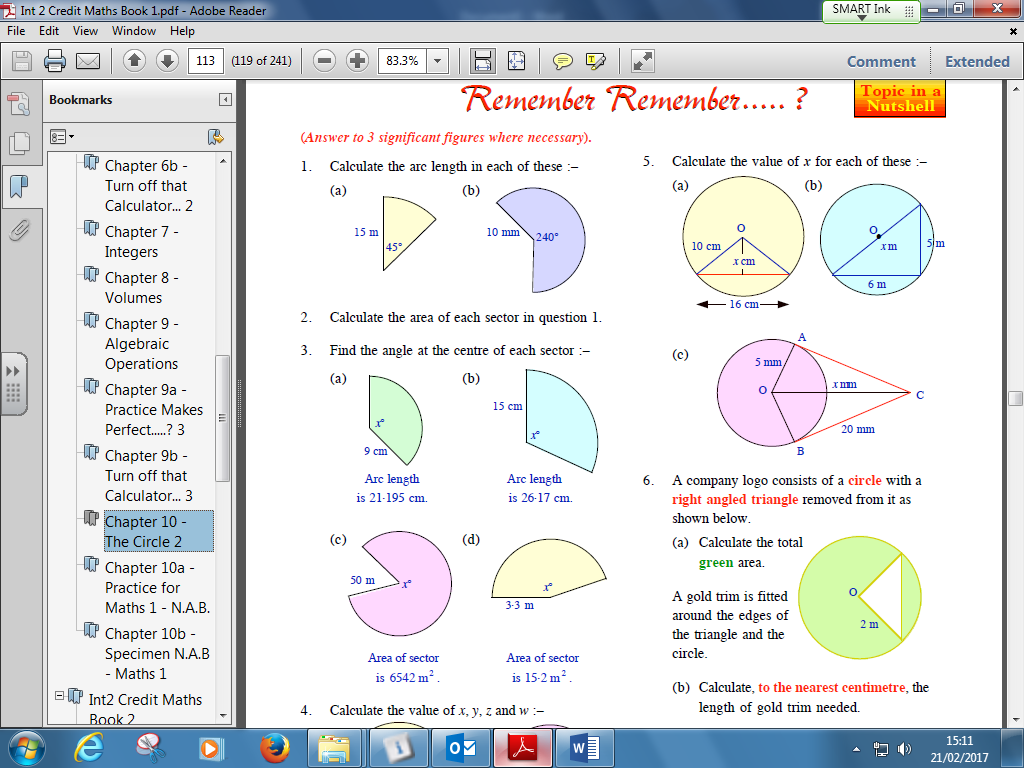 Int 2 Credit Maths Book 1.pdf - Adobe Reader
SMART Ink
File Edit View Window Help
113 (119 of 241) 83.3% Comment Extended
Bookmarks
Chapter 6b -
Turn off that
Calculator... 2
Chapter 7 -
Integers
Chapter 8 -
Volumes
Chapter 9 -
Algebraic
Operations
Chapter 9a -
Practice Makes
Perfect.....? 3
Chapter 9b -
Turn off that
Calculator... 3
Chapter 10 -
The Circle 2
Chapter 10a -
Practice for
Maths 1 - N.A.B.
Chapter 10b -
Specimen N.A.B
- Maths 1
Int2 Credit Maths
Book 2
Remember Remember..... ?
Topic in a
Nutshell
(Answer to 3 significant figures where necessary).
1. Calculate the arc length in each of these :–
(a) (b)
15 m
45°
10 mm 240°
2. Calculate the area of each sector in question 1.
3. Find the angle at the centre of each sector :–
(a) (b)
x°
9 cm
15 cm
x°
Arc length
is 21·195 cm.
Arc length
is 26·17 cm.
(c) (d)
50 m x°
x°
3·3 m
Area of sector
is 6542 m².
Area of sector
is 15·2 m².
4. Calculate the value of x, y, z and w :–
5. Calculate the value of x for each of these :–
(a) (b)
O
10 cm
x cm
16 cm
O
x m
5 m
6 m
(c)
A
5 mm
O
x mm
C
20 mm
B
6. A company logo consists of a circle with a
right angled triangle removed from it as
shown below.
(a) Calculate the total
green area.
O
2 m
A gold trim is fitted
around the edges of
the triangle and the
circle.
(b) Calculate, to the nearest centimetre, the
length of gold trim needed.
15:11
21/02/2017